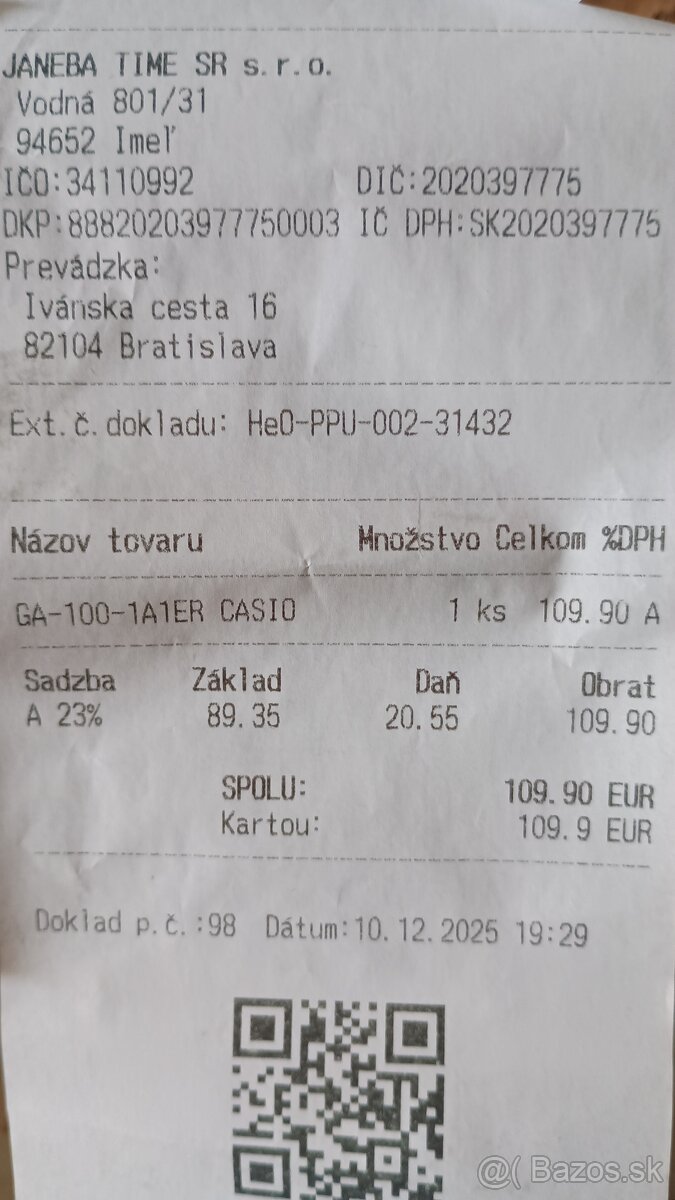 JANEBA TIME SR s.r.o.
Vodná 801/31
94652 Imeľ
IČO:34110992 DIČ:2020397775
DKP:88820203977750003 IČ DPH:SK2020397775
Prevádzka:
Ivánska cesta 16
82104 Bratislava
Ext.č.dokladu: HeO-PPU-002-31432
Názov tovaru Množstvo Celkom %DPH
GA-100-1A1ER CASIO 1 ks 109.90 A
Sadzba Základ Daň Obrat
A 23% 89.35 20.55 109.90
SPOLU: 109.90 EUR
Kartou: 109.9 EUR
Doklad p.č.:98 Dátum:10.12.2025 19:29
@( Bazos.sk